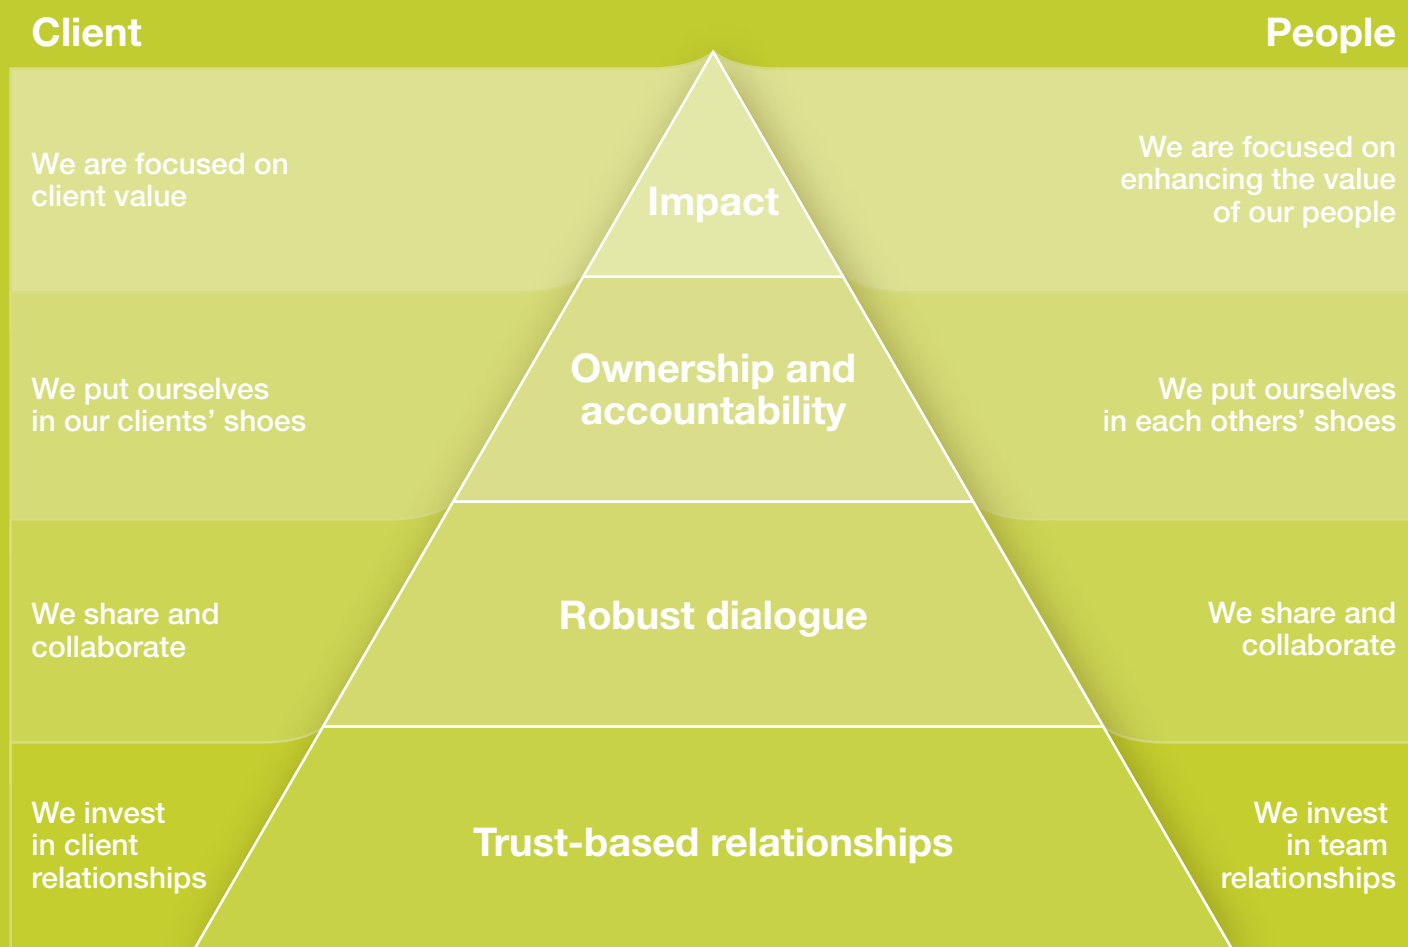 Client
People
We are focused on
client value
Impact
We are focused on
enhancing the value
of our people
We put ourselves
in our clients’ shoes
Ownership and
accountability
We put ourselves
in each others’ shoes
We share and
collaborate
Robust dialogue
We share and
collaborate
We invest
in client
relationships
Trust-based relationships
We invest
in team
relationships